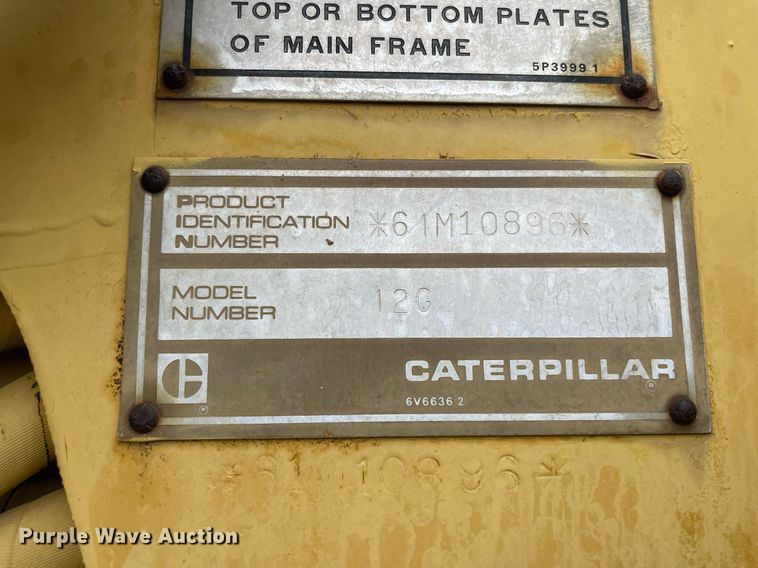 TOP OR BOTTOM PLATES
OF MAIN FRAME
5P3999 1
PRODUCT
IDENTIFICATION
NUMBER
*61M10896*
MODEL
NUMBER
12G
C
®
CATERPILLAR
®
6V6636 2
*61M10896*
Purple Wave Auction